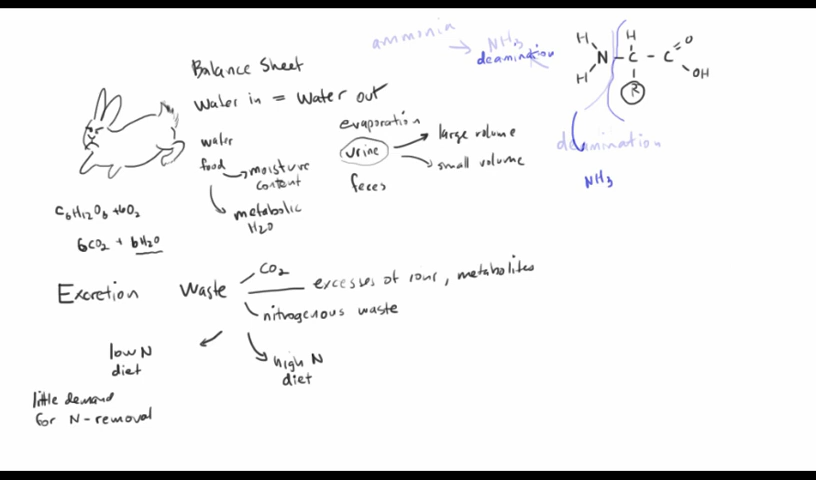 Balance Sheet
Water in = Water out
water
food
moisture
content
metabolic
H2O
C6H12O6 + 6O2
6CO2 + 6H2O
evaporation
urine
feces
large volume
small volume
ammonia
NH3
deamination
H
N
H
H
C
R
C
O
OH
deamination
NH3
Excretion
Waste
CO2
excesses of ions, metabolites
nitrogenous waste
low N
diet
high N
diet
little demand
for N-removal